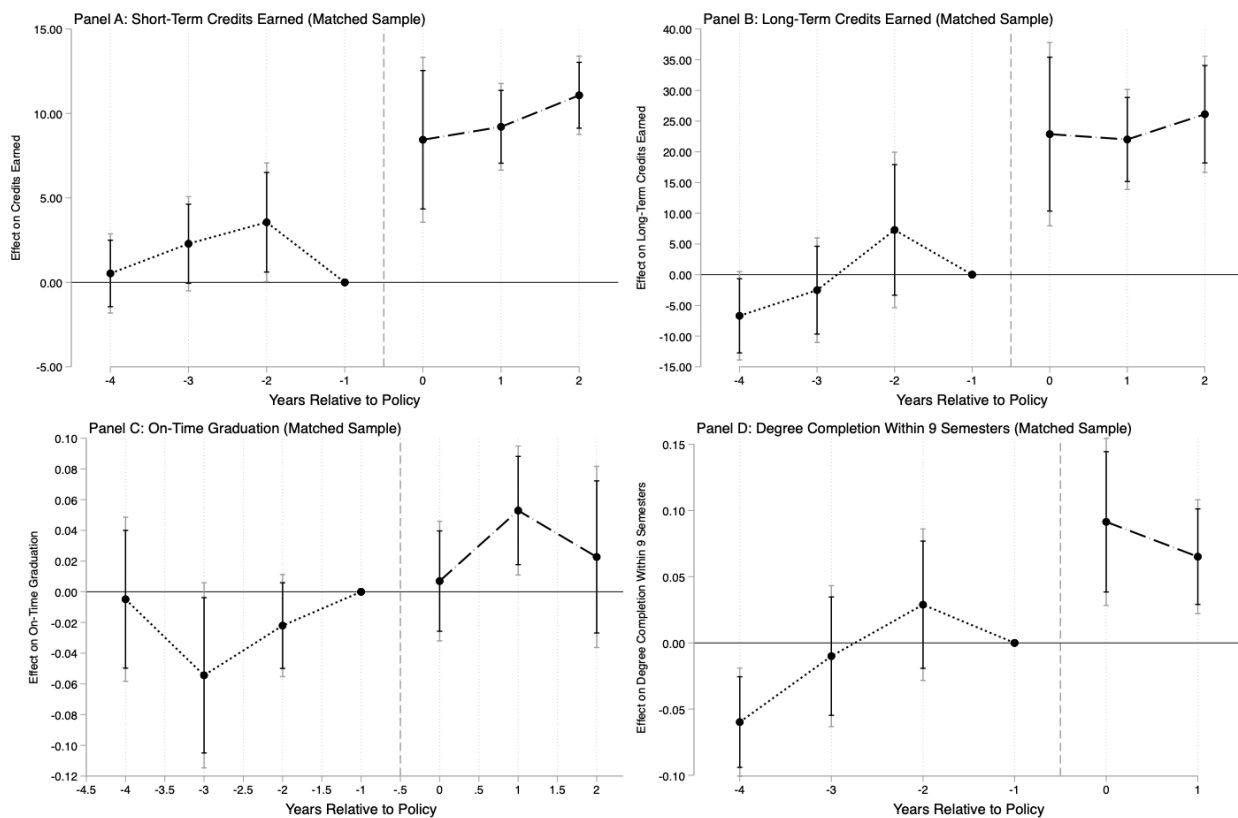 Panel A: Short-Term Credits Earned (Matched Sample)
15.00
10.00
5.00
0.00
-5.00
Effect on Credits Earned
-4 -3 -2 -1 0 1 2
Years Relative to Policy
Panel B: Long-Term Credits Earned (Matched Sample)
40.00
35.00
30.00
25.00
20.00
15.00
10.00
5.00
0.00
-5.00
-10.00
-15.00
Effect on Long-Term Credits Earned
-4 -3 -2 -1 0 1 2
Years Relative to Policy
Panel C: On-Time Graduation (Matched Sample)
0.10
0.08
0.06
0.04
0.02
0.00
-0.02
-0.04
-0.06
-0.08
-0.10
-0.12
Effect on On-Time Graduation
-4.5 -4 -3.5 -3 -2.5 -2 -1.5 -1 -.5 0 .5 1 1.5 2
Years Relative to Policy
Panel D: Degree Completion Within 9 Semesters (Matched Sample)
0.15
0.10
0.05
0.00
-0.05
-0.10
Effect on Degree Completion Within 9 Semesters
-4 -3 -2 -1 0 1
Years Relative to Policy